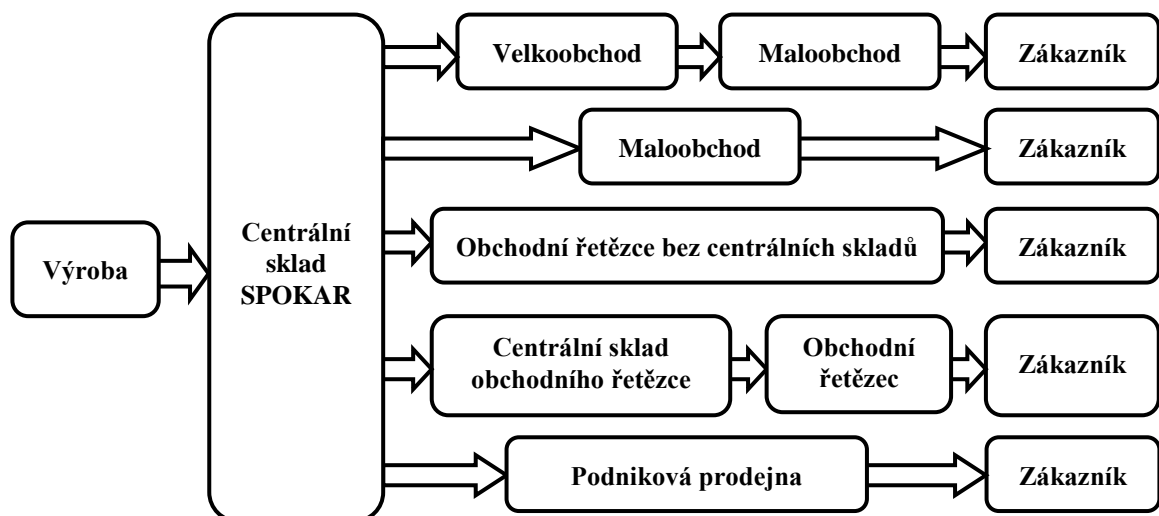 Velkoobchod
Maloobchod
Zákazník
Maloobchod
Zákazník
Výroba
Centrální
sklad
SPOKAR
Obchodní řetězce bez centrálních skladů
Zákazník
Centrální sklad
obchodního řetězce
Obchodní
řetězec
Zákazník
Podniková prodejna
Zákazník